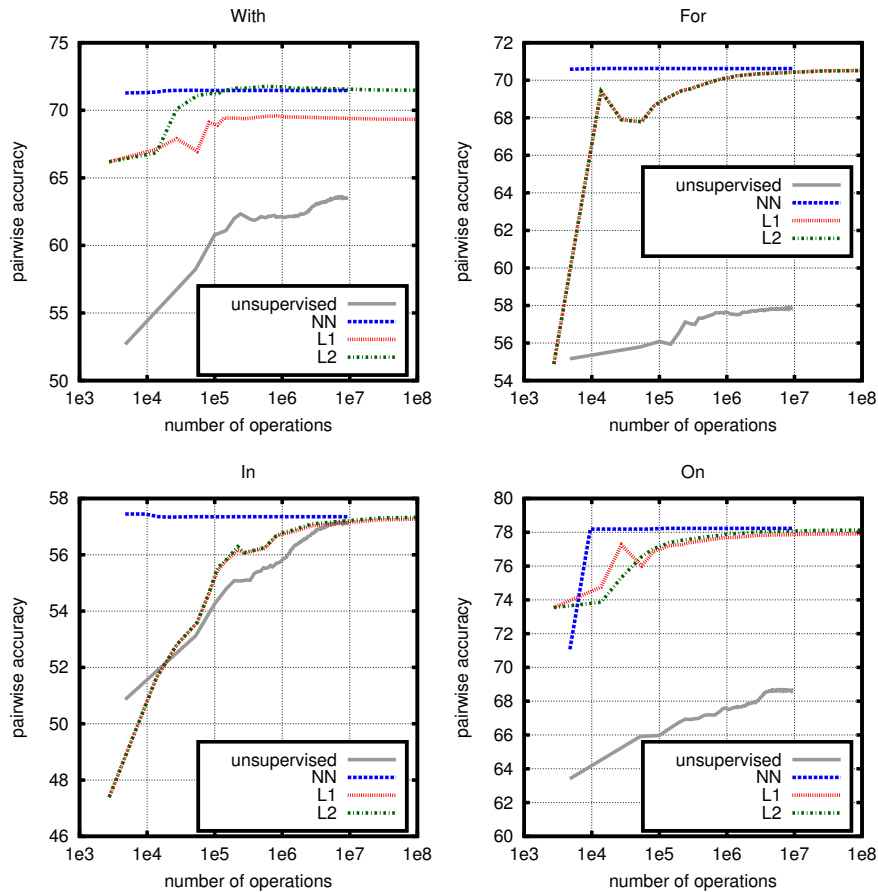 With
75
70
65
60
55
50
pairwise accuracy
unsupervised
NN
L1
L2
1e3 1e4 1e5 1e6 1e7 1e8
number of operations
For
72
70
68
66
64
62
60
58
56
54
pairwise accuracy
unsupervised
NN
L1
L2
1e3 1e4 1e5 1e6 1e7 1e8
number of operations
In
58
56
54
52
50
48
46
pairwise accuracy
unsupervised
NN
L1
L2
1e3 1e4 1e5 1e6 1e7 1e8
number of operations
On
80
78
76
74
72
70
68
66
64
62
60
pairwise accuracy
unsupervised
NN
L1
L2
1e3 1e4 1e5 1e6 1e7 1e8
number of operations